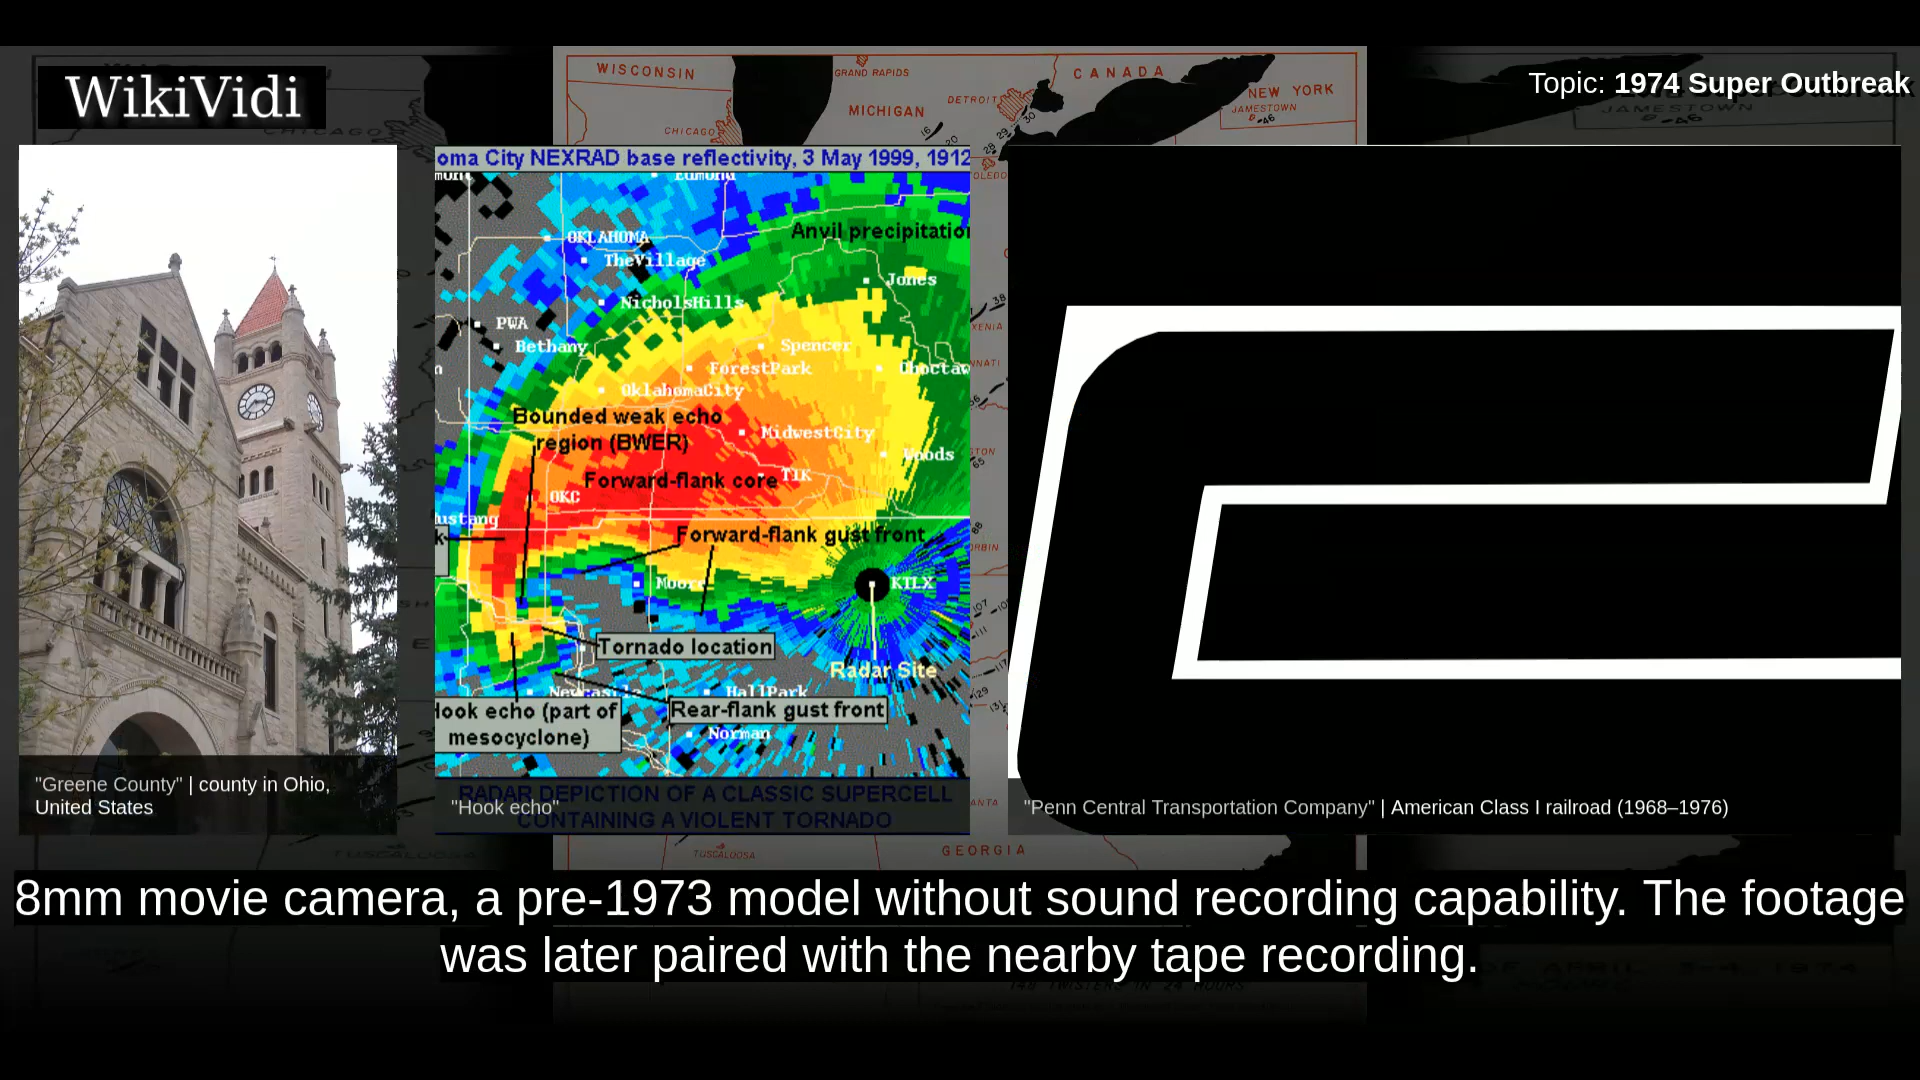 WikiVidi
Topic: 1974 Super Outbreak
WISCONSIN
GRAND RAPIDS
CANADA
MICHIGAN
DETROIT
NEW YORK
JAMESTOWN
CHICAGO
oma City NEXRAD base reflectivity, 3 May 1999, 1912
Edmond
Anvil precipitation
OKLAHOMA
TheVillage
Jones
NicholsHills
PWA
Bethany
Spencer
ForestPark
Choctaw
OklahomaCity
Bounded weak echo
region (BWER)
MidwestCity
Woods
Forward-flank core
TIK
OKC
Mustang
Forward-flank gust front
Moore
KTLX
Tornado location
Radar Site
Newcastle
HallPark
Hook echo (part of
mesocyclone)
Rear-flank gust front
Norman
RADAR DEPICTION OF A CLASSIC SUPERCELL
CONTAINING A VIOLENT TORNADO
"Greene County" | county in Ohio,
United States
"Hook echo"
"Penn Central Transportation Company" | American Class I railroad (1968–1976)
TUSCALOOSA
GEORGIA
8mm movie camera, a pre-1973 model without sound recording capability. The footage
was later paired with the nearby tape recording.